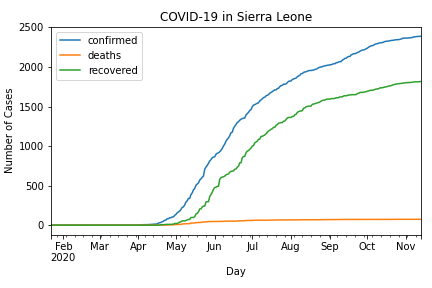 COVID-19 in Sierra Leone
2500
2000
1500
1000
500
0
Number of Cases
confirmed
deaths
recovered
Feb Mar Apr May Jun Jul Aug Sep Oct Nov
2020
Day